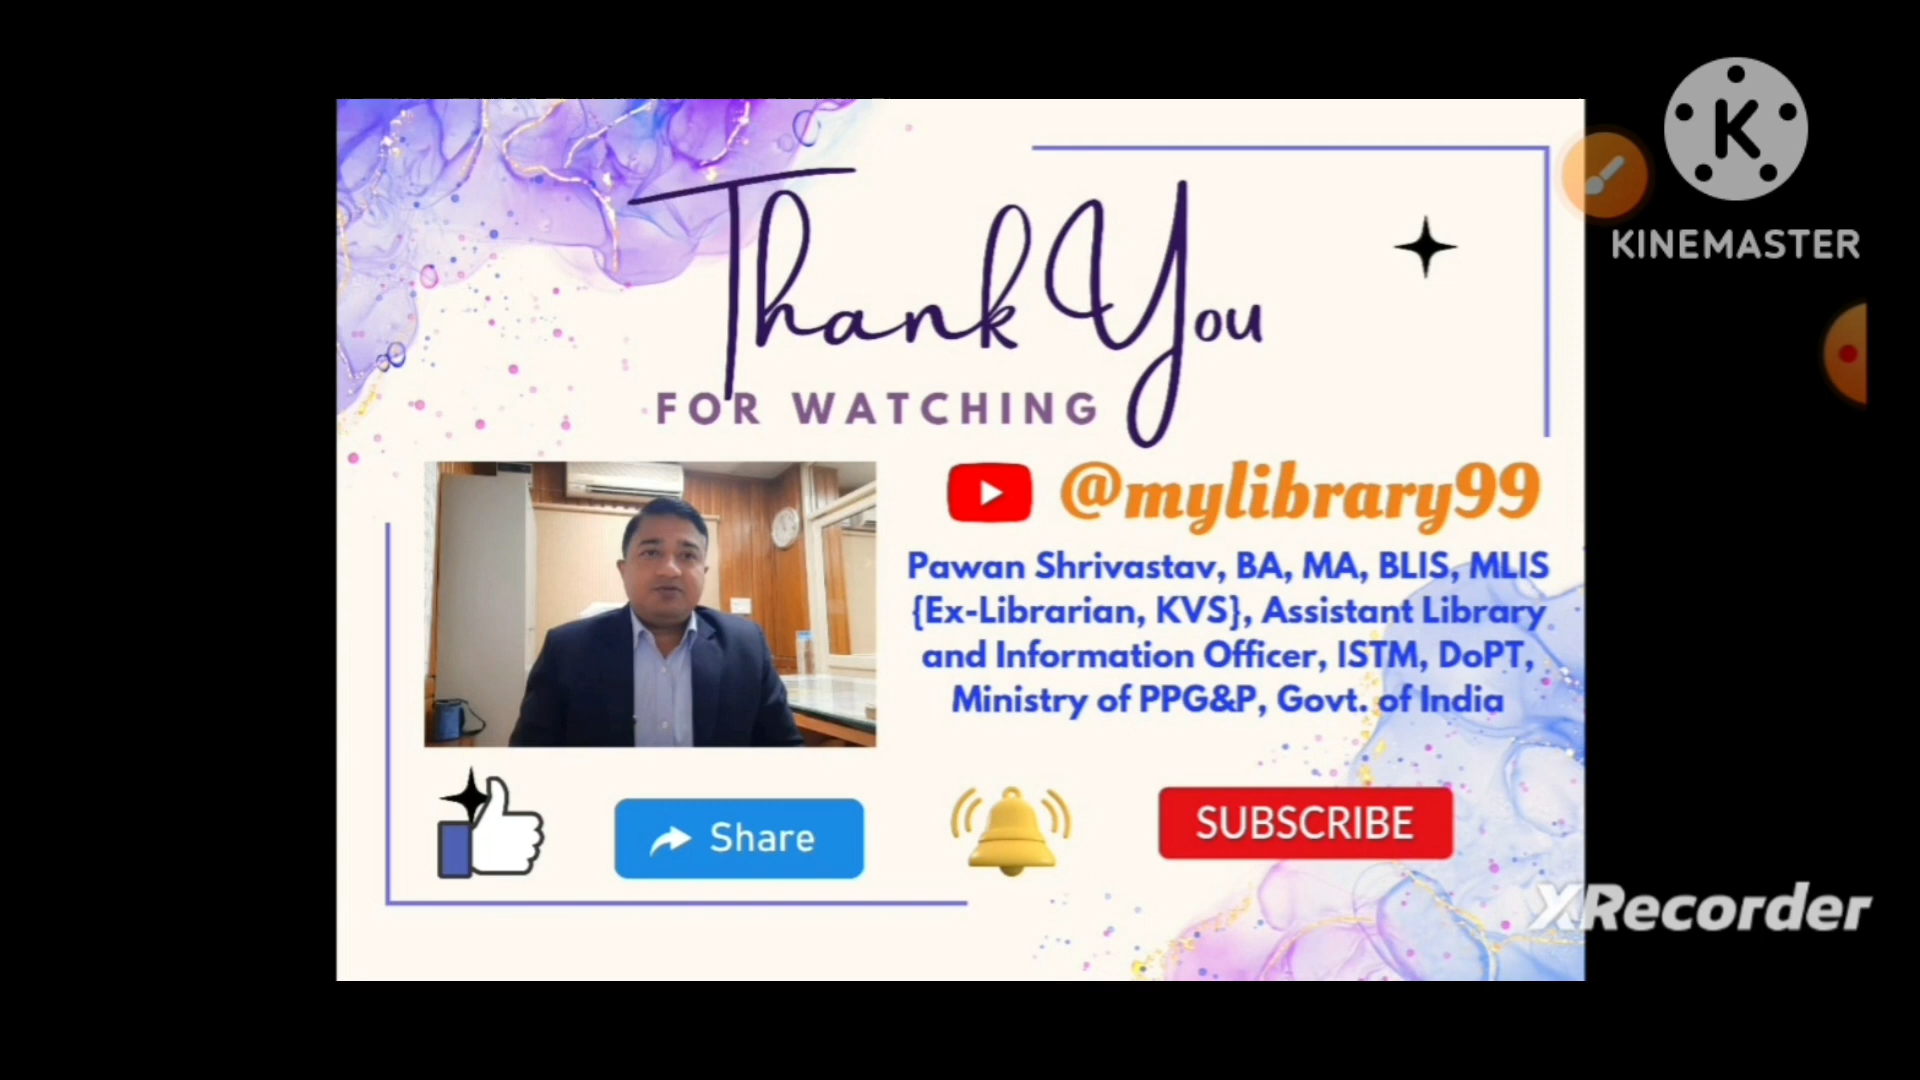 Thank You
FOR WATCHING
@mylibrary99
Pawan Shrivastav, BA, MA, BLIS, MLIS
{Ex-Librarian, KVS}, Assistant Library
and Information Officer, ISTM, DoPT,
Ministry of PPG&P, Govt. of India
Share
SUBSCRIBE
K
KINEMASTER
XRecorder